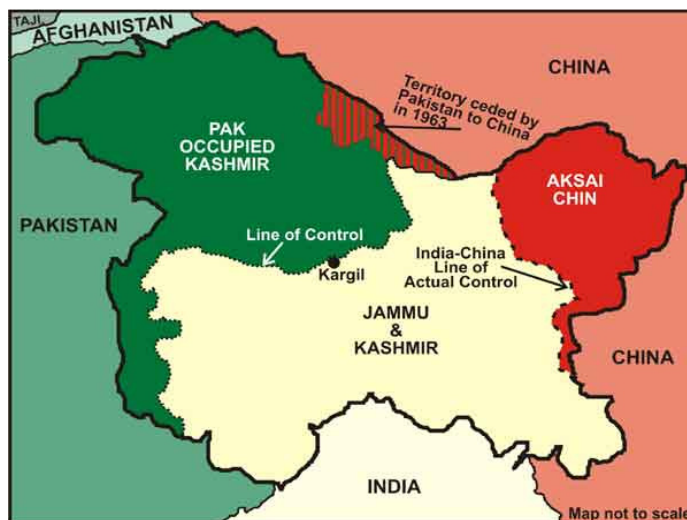 TAJI.
AFGHANISTAN
CHINA
Territory ceded by
Pakistan to China
in 1963
PAK
OCCUPIED
KASHMIR
AKSAI
CHIN
PAKISTAN
Line of Control
India-China
Line of
Actual Control
Kargil
JAMMU
&
KASHMIR
CHINA
INDIA
Map not to scale